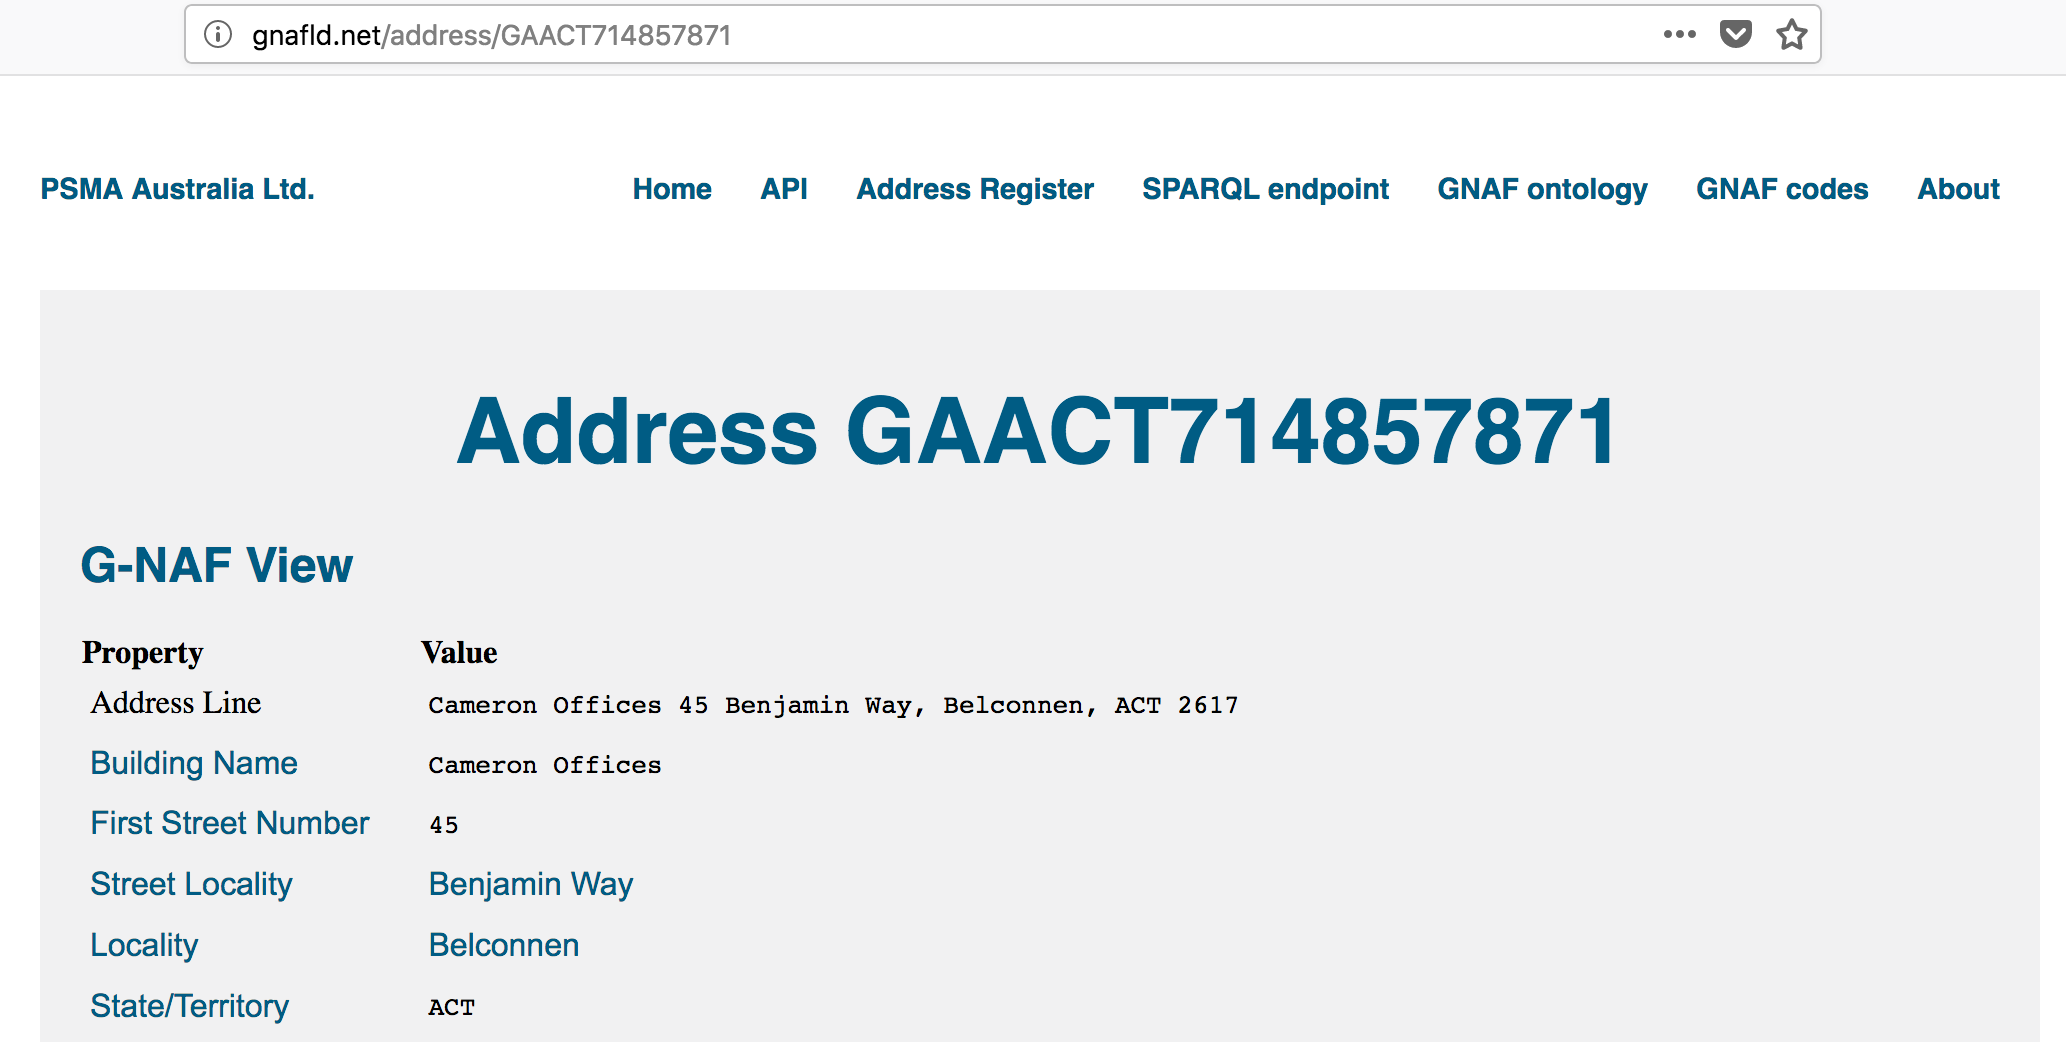 gnafld.net/address/GAACT714857871
PSMA Australia Ltd. Home API Address Register SPARQL endpoint GNAF ontology GNAF codes About
Address GAACT714857871
G-NAF View
Property Value
Address Line Cameron Offices 45 Benjamin Way, Belconnen, ACT 2617
Building Name Cameron Offices
First Street Number 45
Street Locality Benjamin Way
Locality Belconnen
State/Territory ACT